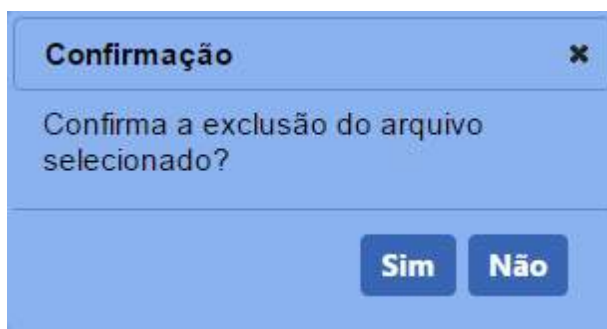 Confirmação
Confirma a exclusão do arquivo
selecionado?
Sim Não